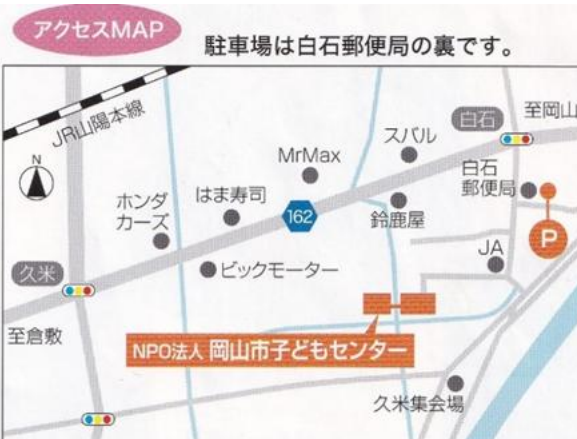 アクセスMAP
駐車場は白石郵便局の裏です。
JR山陽本線
N
MrMax
スバル
白石
至岡山
白石
郵便局
P
ホンダ
カーズ
はま寿司
162
鈴鹿屋
JA
久米
ビックモーター
至倉敷
NPO法人 岡山市子どもセンター
久米集会場